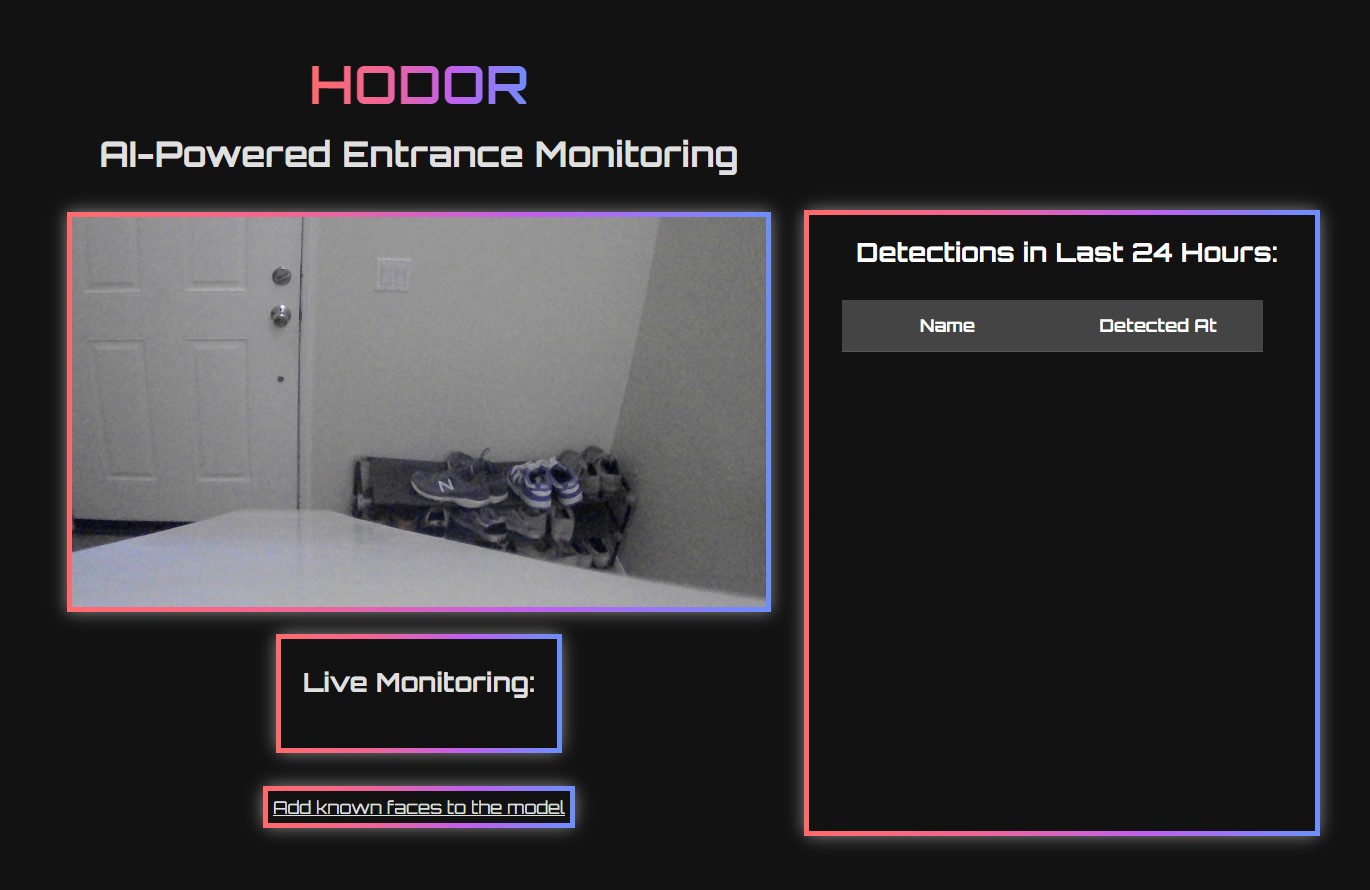 HODOR
AI-Powered Entrance Monitoring
N
Detections in Last 24 Hours:
Name Detected At
Live Monitoring:
Add known faces to the model